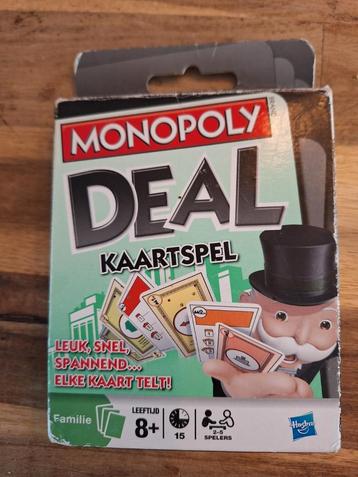 MONOPOLY
DEAL
KAARTSPEL
LEUK, SNEL,
SPANNEND...
ELKE KAART TELT!
Familie
LEEFTIJD
8+
15
2-5
SPELERS
Hasbro